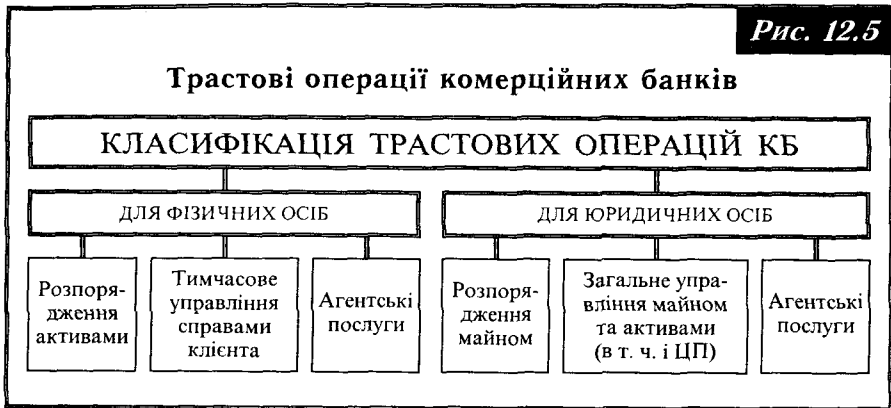 Рис. 12.5
Трастові операції комерційних банків
КЛАСИФІКАЦІЯ ТРАСТОВИХ ОПЕРАЦІЙ КБ
ДЛЯ ФІЗИЧНИХ ОСІБ
ДЛЯ ЮРИДИЧНИХ ОСІБ
Розпоря-
дження
активами
Тимчасове
управління
справами
клієнта
Агентські
послуги
Розпоря-
дження
майном
Загальне упра-
вління майном
та активами
(в т. ч. і ЦП)
Агентські
послуги